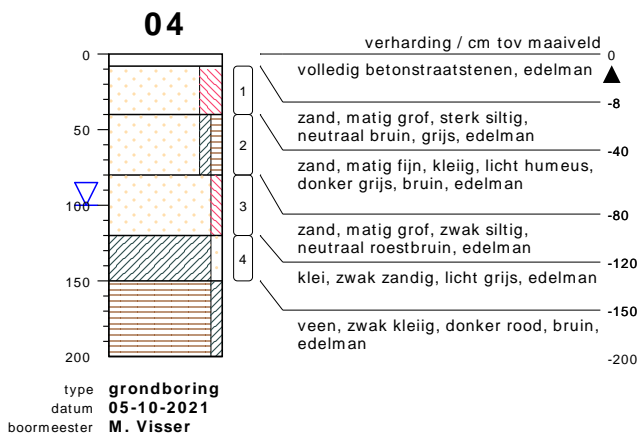 04
verharding / cm tov maaiveld
0
0
volledig betonstraatstenen, edelman
-8
1
zand, matig grof, sterk siltig,
neutraal bruin, grijs, edelman
-40
50
2
zand, matig fijn, kleiig, licht humeus,
donker grijs, bruin, edelman
-80
100
3
zand, matig grof, zwak siltig,
neutraal roestbruin, edelman
-120
4
klei, zwak zandig, licht grijs, edelman
150
-150
veen, zwak kleiig, donker rood, bruin,
edelman
200
-200
type grondboring
datum 05-10-2021
boormeester M. Visser